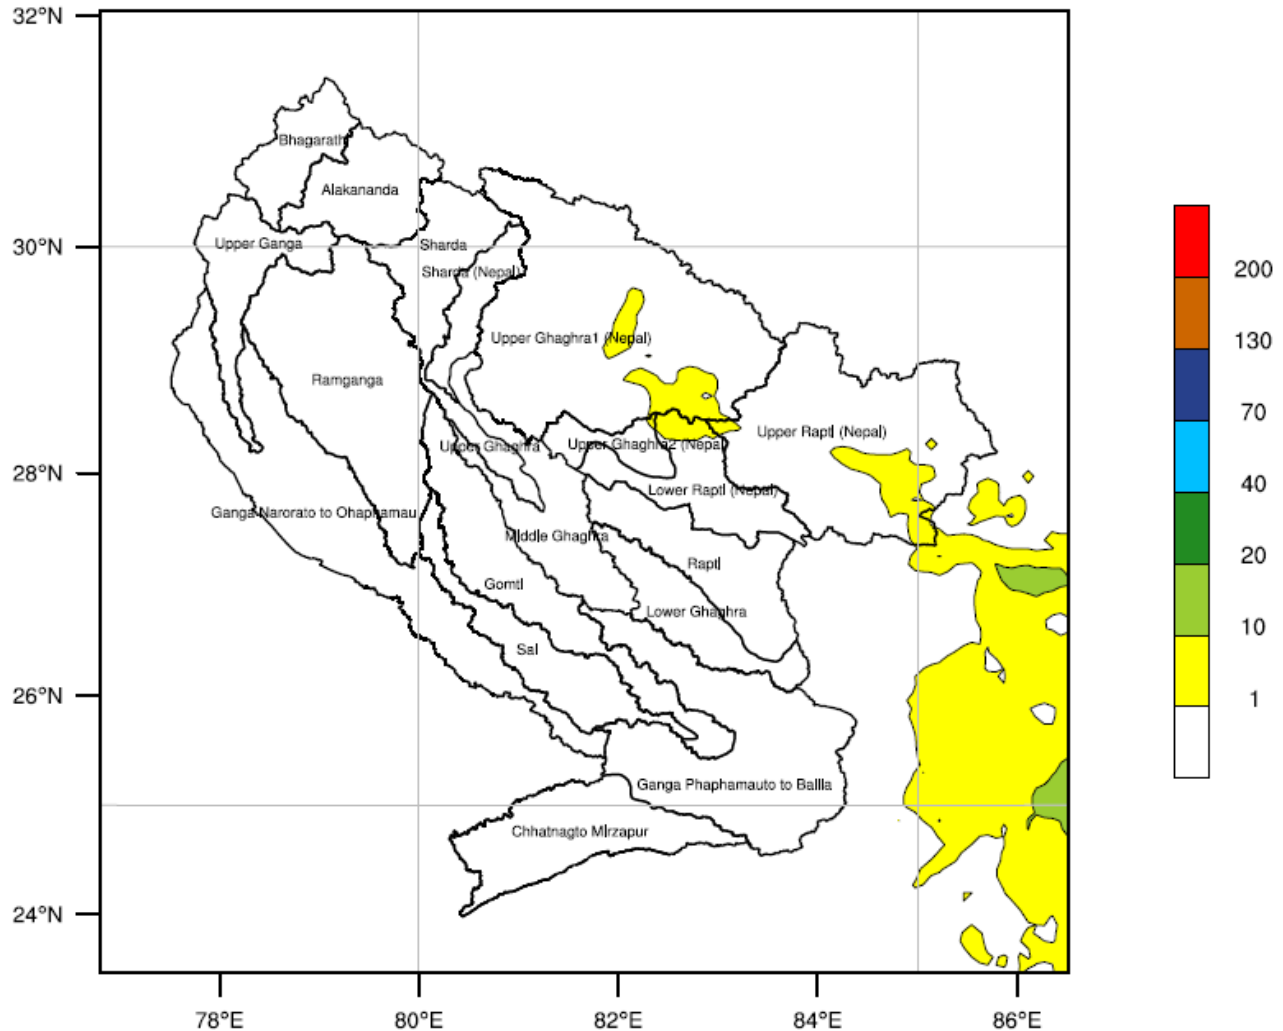 32°N
Bhagarath
Alakananda
Upper Ganga
30°N
Sharda
Sharda (Nepal)
200
Upper Ghaghra1 (Nepal)
130
Ramganga
70
Upper RaptI (Nepal)
Upper Ghaghra
Upper Ghaghra2 (Nepal
28°N
40
Lower RaptI (Nepal)
Ganga Narorato to Ohaphamau
MIddle Ghaghra
20
RaptI
GomtI
Lower Ghaghra
10
SaI
26°N
1
Ganga Phaphamauto to BaIIIa
Chhatnagto MIrzapur
24°N
78°E
80°E
82°E
84°E
86°E